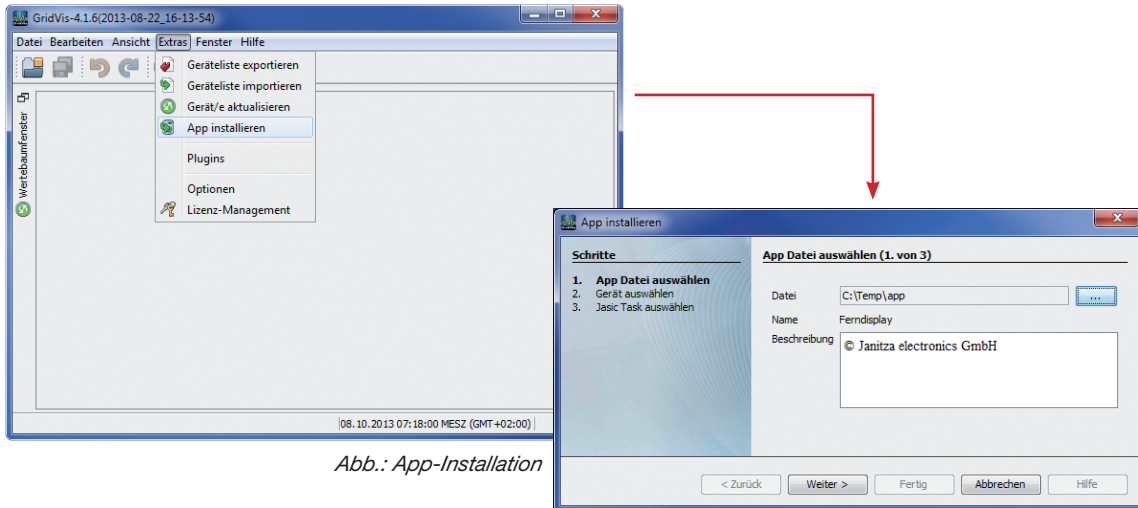 GridVis-4.1.6(2013-08-22_16-13-54)
Datei Bearbeiten Ansicht Extras Fenster Hilfe
Geräteliste exportieren
Geräteliste importieren
Gerät/e aktualisieren
App installieren
Plugins
Optionen
Lizenz-Management
Wertebaumfenster
08.10.2013 07:18:00 MESZ (GMT+02:00)
Abb.: App-Installation
App installieren
Schritte
1. App Datei auswählen
2. Gerät auswählen
3. Jasic Task auswählen
App Datei auswählen (1. von 3)
Datei C:\Temp\app ...
Name Ferndisplay
Beschreibung © Janitza electronics GmbH
< Zurück Weiter > Fertig Abbrechen Hilfe